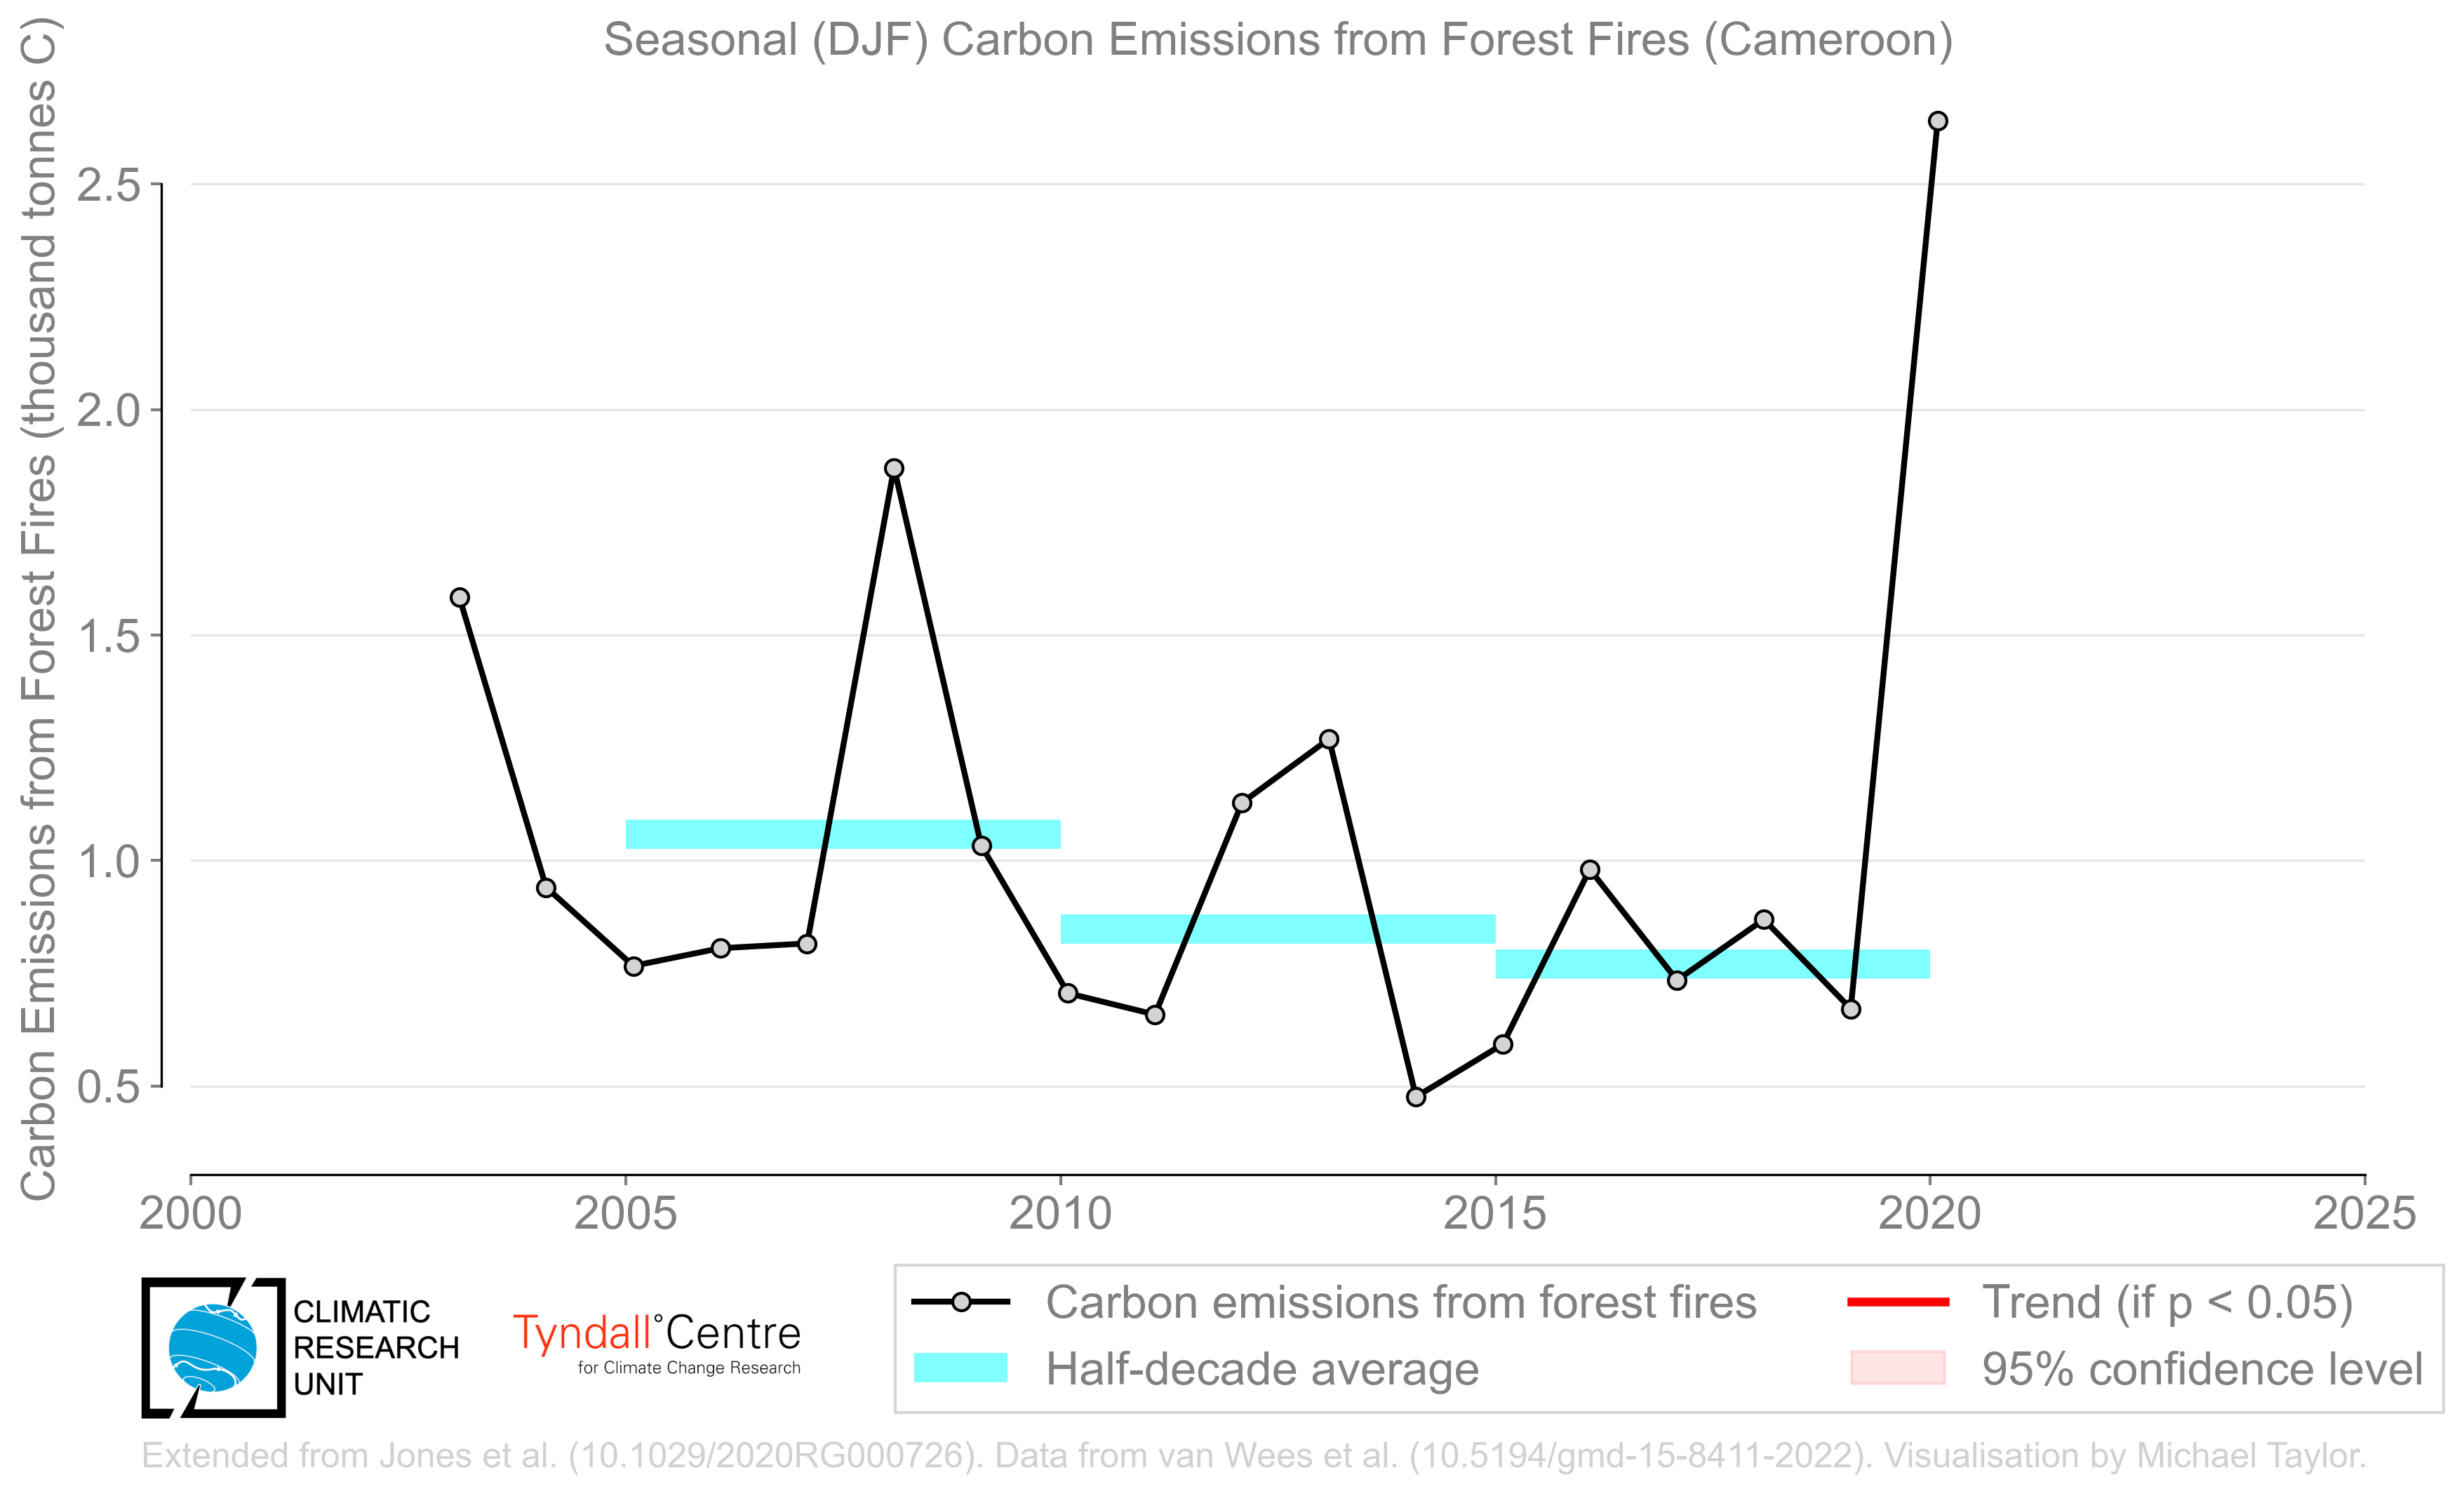 Seasonal (DJF) Carbon Emissions from Forest Fires (Cameroon)
Carbon Emissions from Forest Fires (thousand tonnes C)
2.5
2.0
1.5
1.0
0.5
2000 2005 2010 2015 2020 2025
CLIMATIC
RESEARCH
UNIT
Tyndall°Centre
for Climate Change Research
Carbon emissions from forest fires
Half-decade average
Trend (if p < 0.05)
95% confidence level
Extended from Jones et al. (10.1029/2020RG000726). Data from van Wees et al. (10.5194/gmd-15-8411-2022). Visualisation by Michael Taylor.